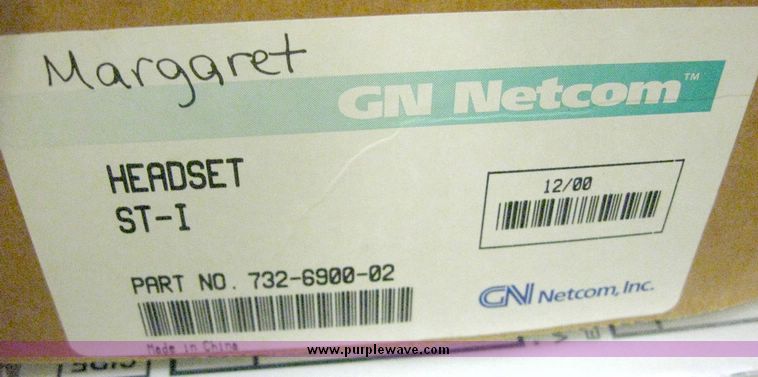 Margaret
GN Netcom™
HEADSET
ST-I
12/00
PART NO. 732-6900-02
GN Netcom, Inc.
Made in China
www.purplewave.com